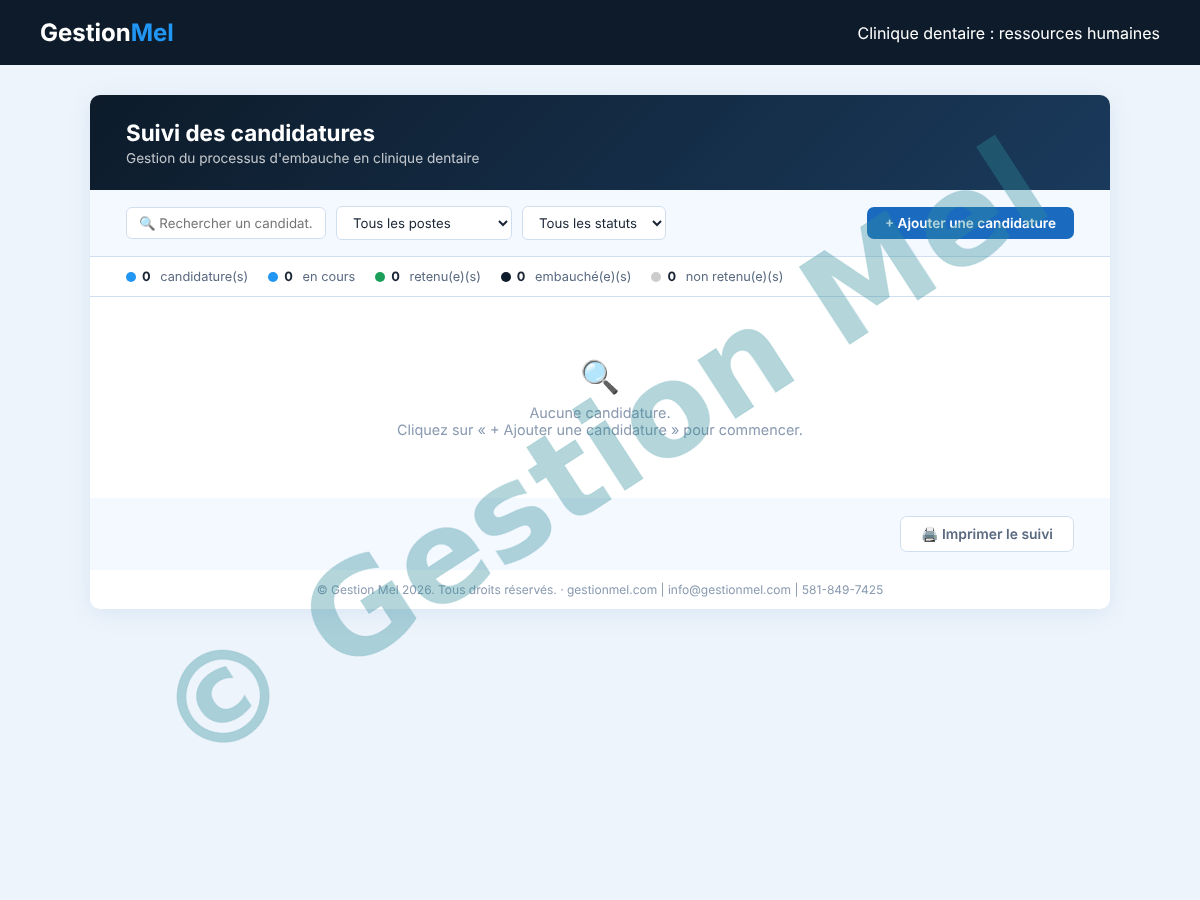 GestionMel
Clinique dentaire : ressources humaines
Suivi des candidatures
Gestion du processus d'embauche en clinique dentaire
🔍 Rechercher un candidat.
Tous les postes
Tous les statuts
+ Ajouter une candidature
0 candidature(s)
0 en cours
0 retenu(e)(s)
0 embauché(e)(s)
0 non retenu(e)(s)
Aucune candidature.
Cliquez sur « + Ajouter une candidature » pour commencer.
🖨️ Imprimer le suivi
© Gestion Mel 2026. Tous droits réservés. · gestionmel.com | info@gestionmel.com | 581-849-7425
© Gestion Mel